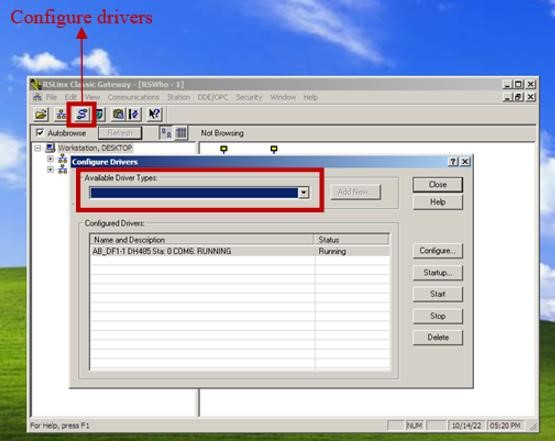 Configure drivers
RSLinx Classic Gateway - [RSWho - 1]
File Edit View Communications Station DDE/OPC Security Window Help
Autobrowse Refresh Not Browsing
Workstation, DESKTOP
Configure Drivers
Available Driver Types:
Add New...
Close
Help
Configured Drivers:
Name and Description Status
AB_DF1-1 DH485 Sta: 0 COM6: RUNNING Running
Configure...
Startup...
Start
Stop
Delete
For Help, press F1 NUM 10/14/22 05:20 PM